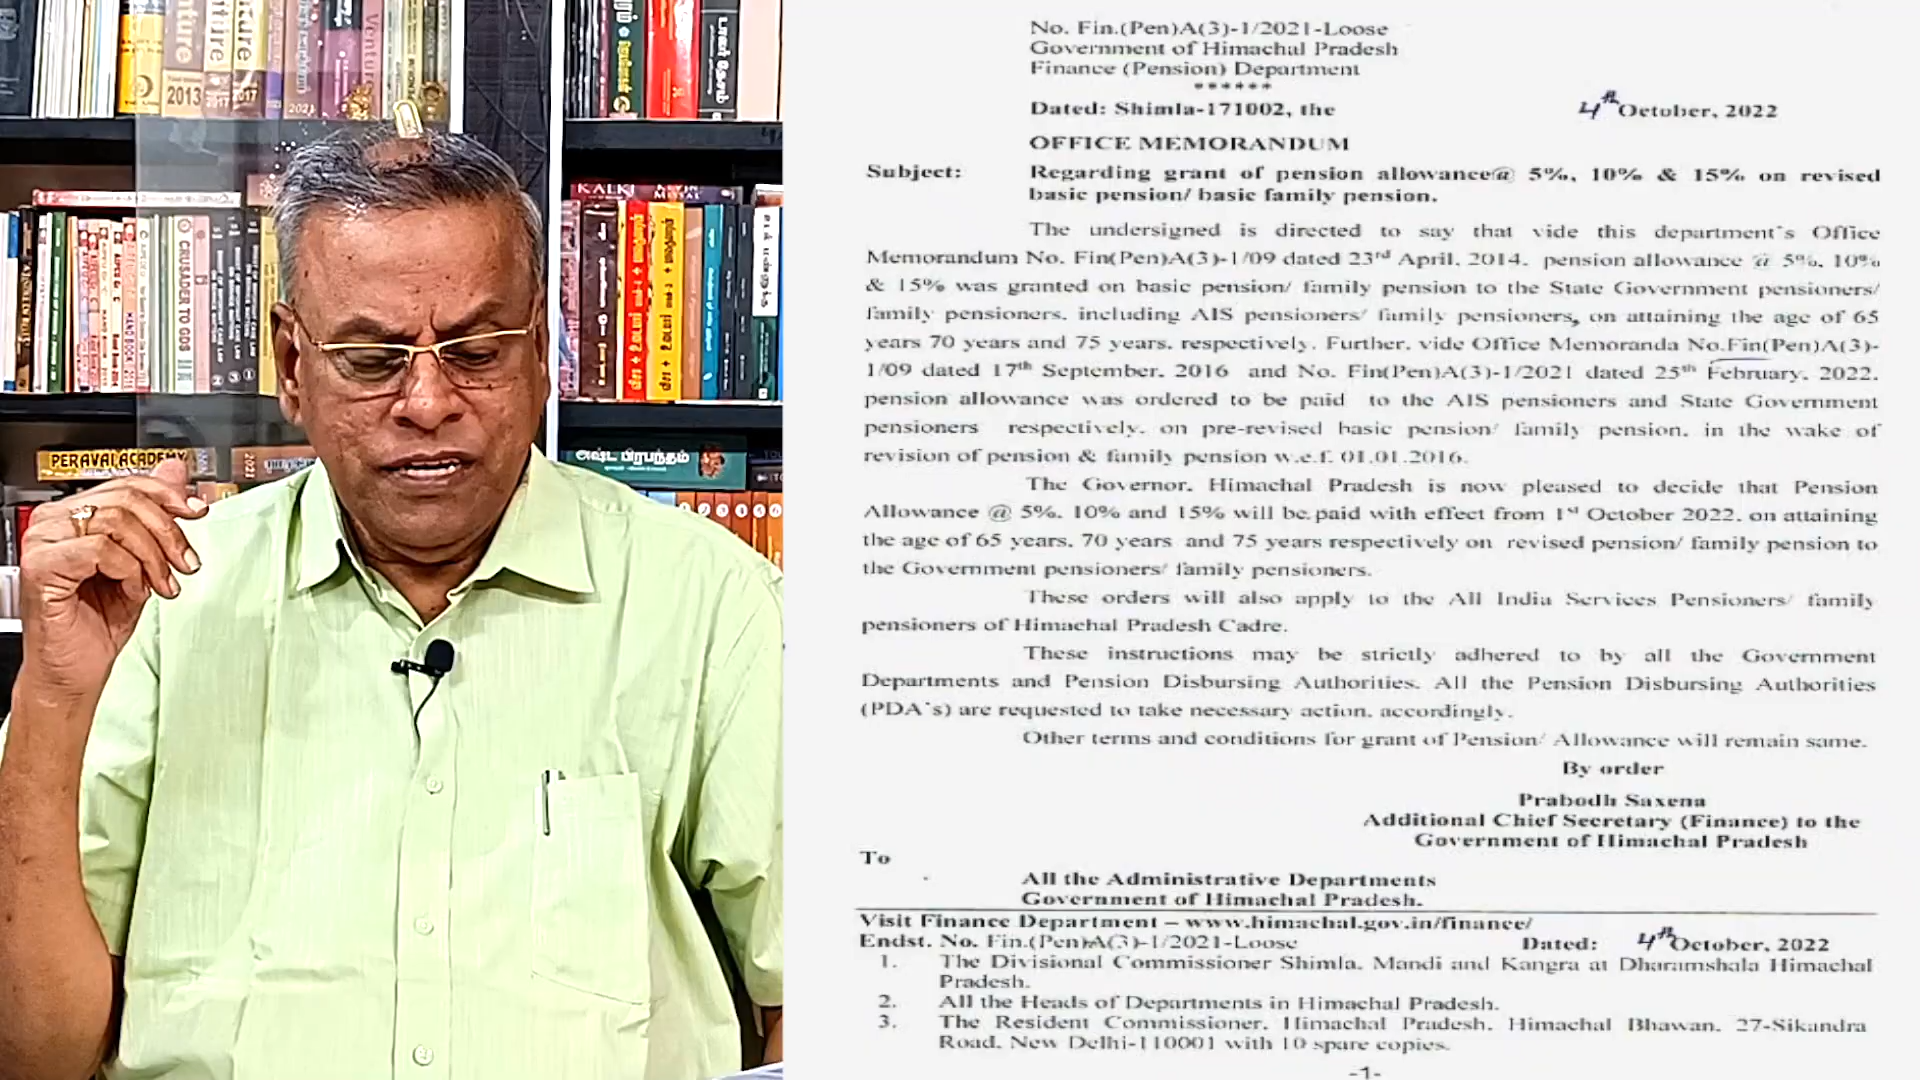 nture
2013
fire
2017
ture
2017
2021
Venture
KALKI
CRUSADER TO GOD
HAND BOOK
PERAVAI ACADEMY
2021
அஷ்ட பிரபந்தம்
No. Fin.(Pen)A(3)-1/2021-Loose
Government of Himachal Pradesh
Finance (Pension) Department
******
Dated: Shimla-171002, the 4th October, 2022
OFFICE MEMORANDUM
Subject: Regarding grant of pension allowance@ 5%, 10% & 15% on revised
basic pension/ basic family pension.
The undersigned is directed to say that vide this department's Office
Memorandum No. Fin(Pen)A(3)-1/09 dated 23rd April, 2014, pension allowance @ 5%, 10%
& 15% was granted on basic pension/ family pension to the State Government pensioners/
family pensioners, including AIS pensioners/ family pensioners, on attaining the age of 65
years 70 years and 75 years, respectively. Further, vide Office Memoranda No.Fin(Pen)A(3)-
1/09 dated 17th September, 2016 and No. Fin(Pen)A(3)-1/2021 dated 25th February, 2022,
pension allowance was ordered to be paid to the AIS pensioners and State Government
pensioners respectively, on pre-revised basic pension/ family pension, in the wake of
revision of pension & family pension w.e.f. 01.01.2016.
The Governor, Himachal Pradesh is now pleased to decide that Pension
Allowance @ 5%, 10% and 15% will be paid with effect from 1st October 2022, on attaining
the age of 65 years, 70 years and 75 years respectively on revised pension/ family pension to
the Government pensioners/ family pensioners.
These orders will also apply to the All India Services Pensioners/ family
pensioners of Himachal Pradesh Cadre.
These instructions may be strictly adhered to by all the Government
Departments and Pension Disbursing Authorities. All the Pension Disbursing Authorities
(PDA's) are requested to take necessary action, accordingly.
Other terms and conditions for grant of Pension/ Allowance will remain same.
By order
Prabodh Saxena
Additional Chief Secretary (Finance) to the
Government of Himachal Pradesh
To
All the Administrative Departments
Government of Himachal Pradesh.
Visit Finance Department – www.himachal.gov.in/finance/
Endst. No. Fin.(Pen)A(3)-1/2021-Loose Dated: 4th October, 2022
1. The Divisional Commissioner Shimla, Mandi and Kangra at Dharamshala Himachal
Pradesh.
2. All the Heads of Departments in Himachal Pradesh.
3. The Resident Commissioner, Himachal Pradesh, Himachal Bhawan, 27-Sikandra
Road, New Delhi-110001 with 10 spare copies.
-1-